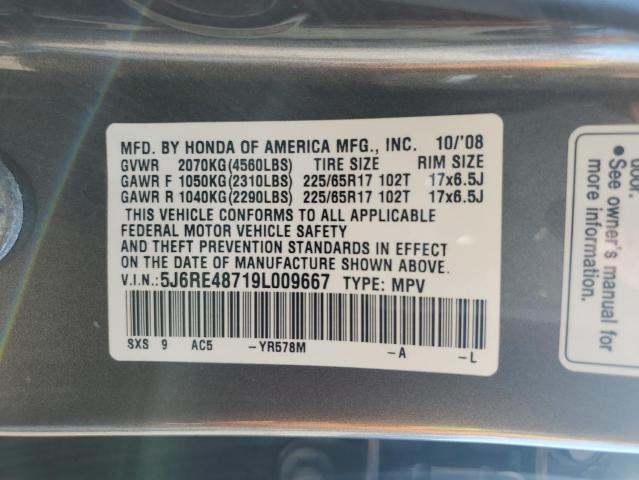 MFD. BY HONDA OF AMERICA MFG., INC. 10/'08
GVWR 2070KG(4560LBS) TIRE SIZE RIM SIZE
GAWR F 1050KG(2310LBS) 225/65R17 102T 17x6.5J
GAWR R 1040KG(2290LBS) 225/65R17 102T 17x6.5J
THIS VEHICLE CONFORMS TO ALL APPLICABLE
FEDERAL MOTOR VEHICLE SAFETY
AND THEFT PREVENTION STANDARDS IN EFFECT
ON THE DATE OF MANUFACTURE SHOWN ABOVE.
V.I.N.:5J6RE48719L009667 TYPE: MPV
SXS 9 AC5 -YR578M -A -L
• See owner's manual for
more information.